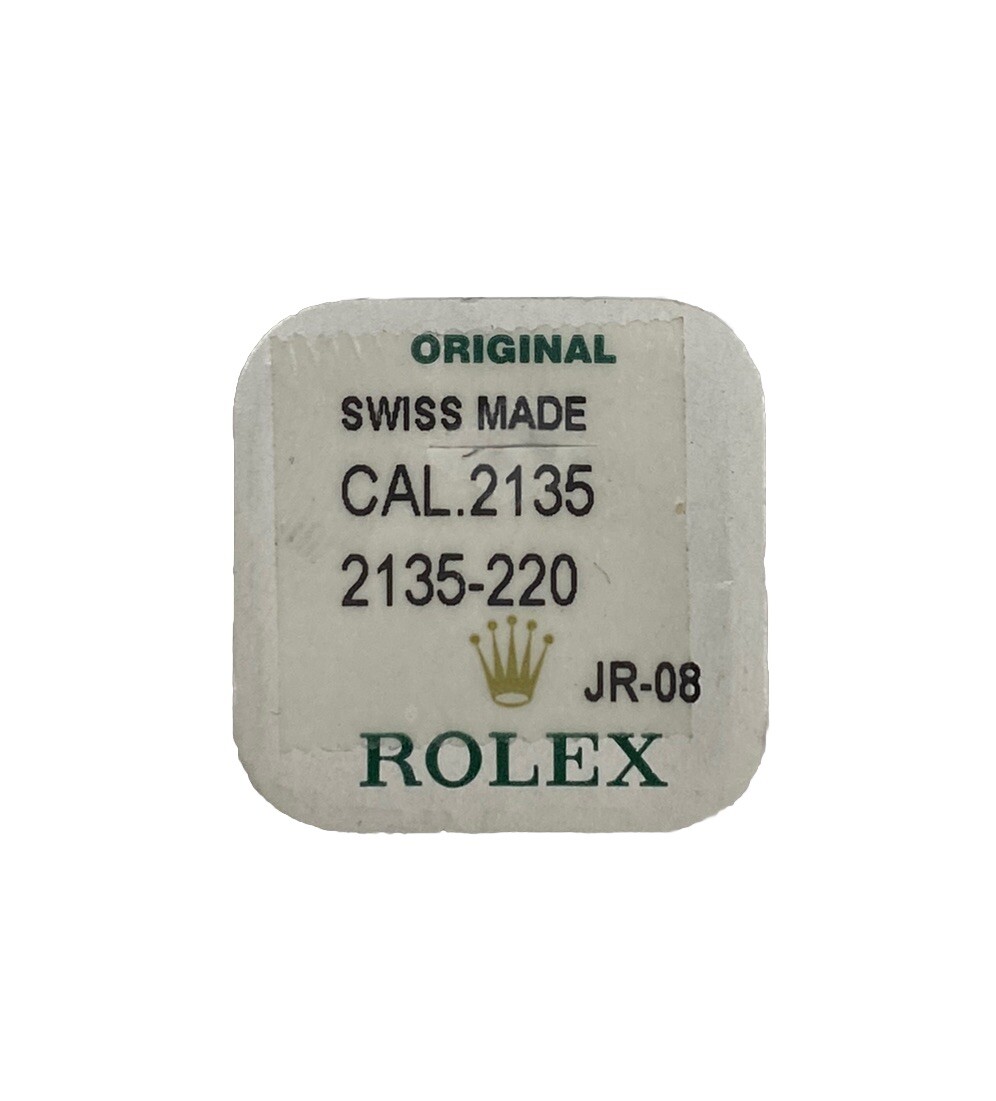 ORIGINAL
SWISS MADE
CAL.2135
2135-220
JR-08
ROLEX